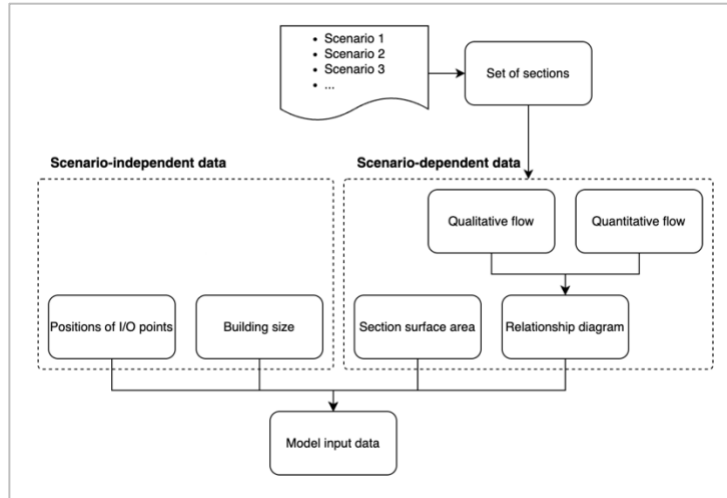 • Scenario 1
• Scenario 2
• Scenario 3
• ...
Set of sections
Scenario-independent data
Scenario-dependent data
Qualitative flow
Quantitative flow
Positions of I/O points
Building size
Section surface area
Relationship diagram
Model input data